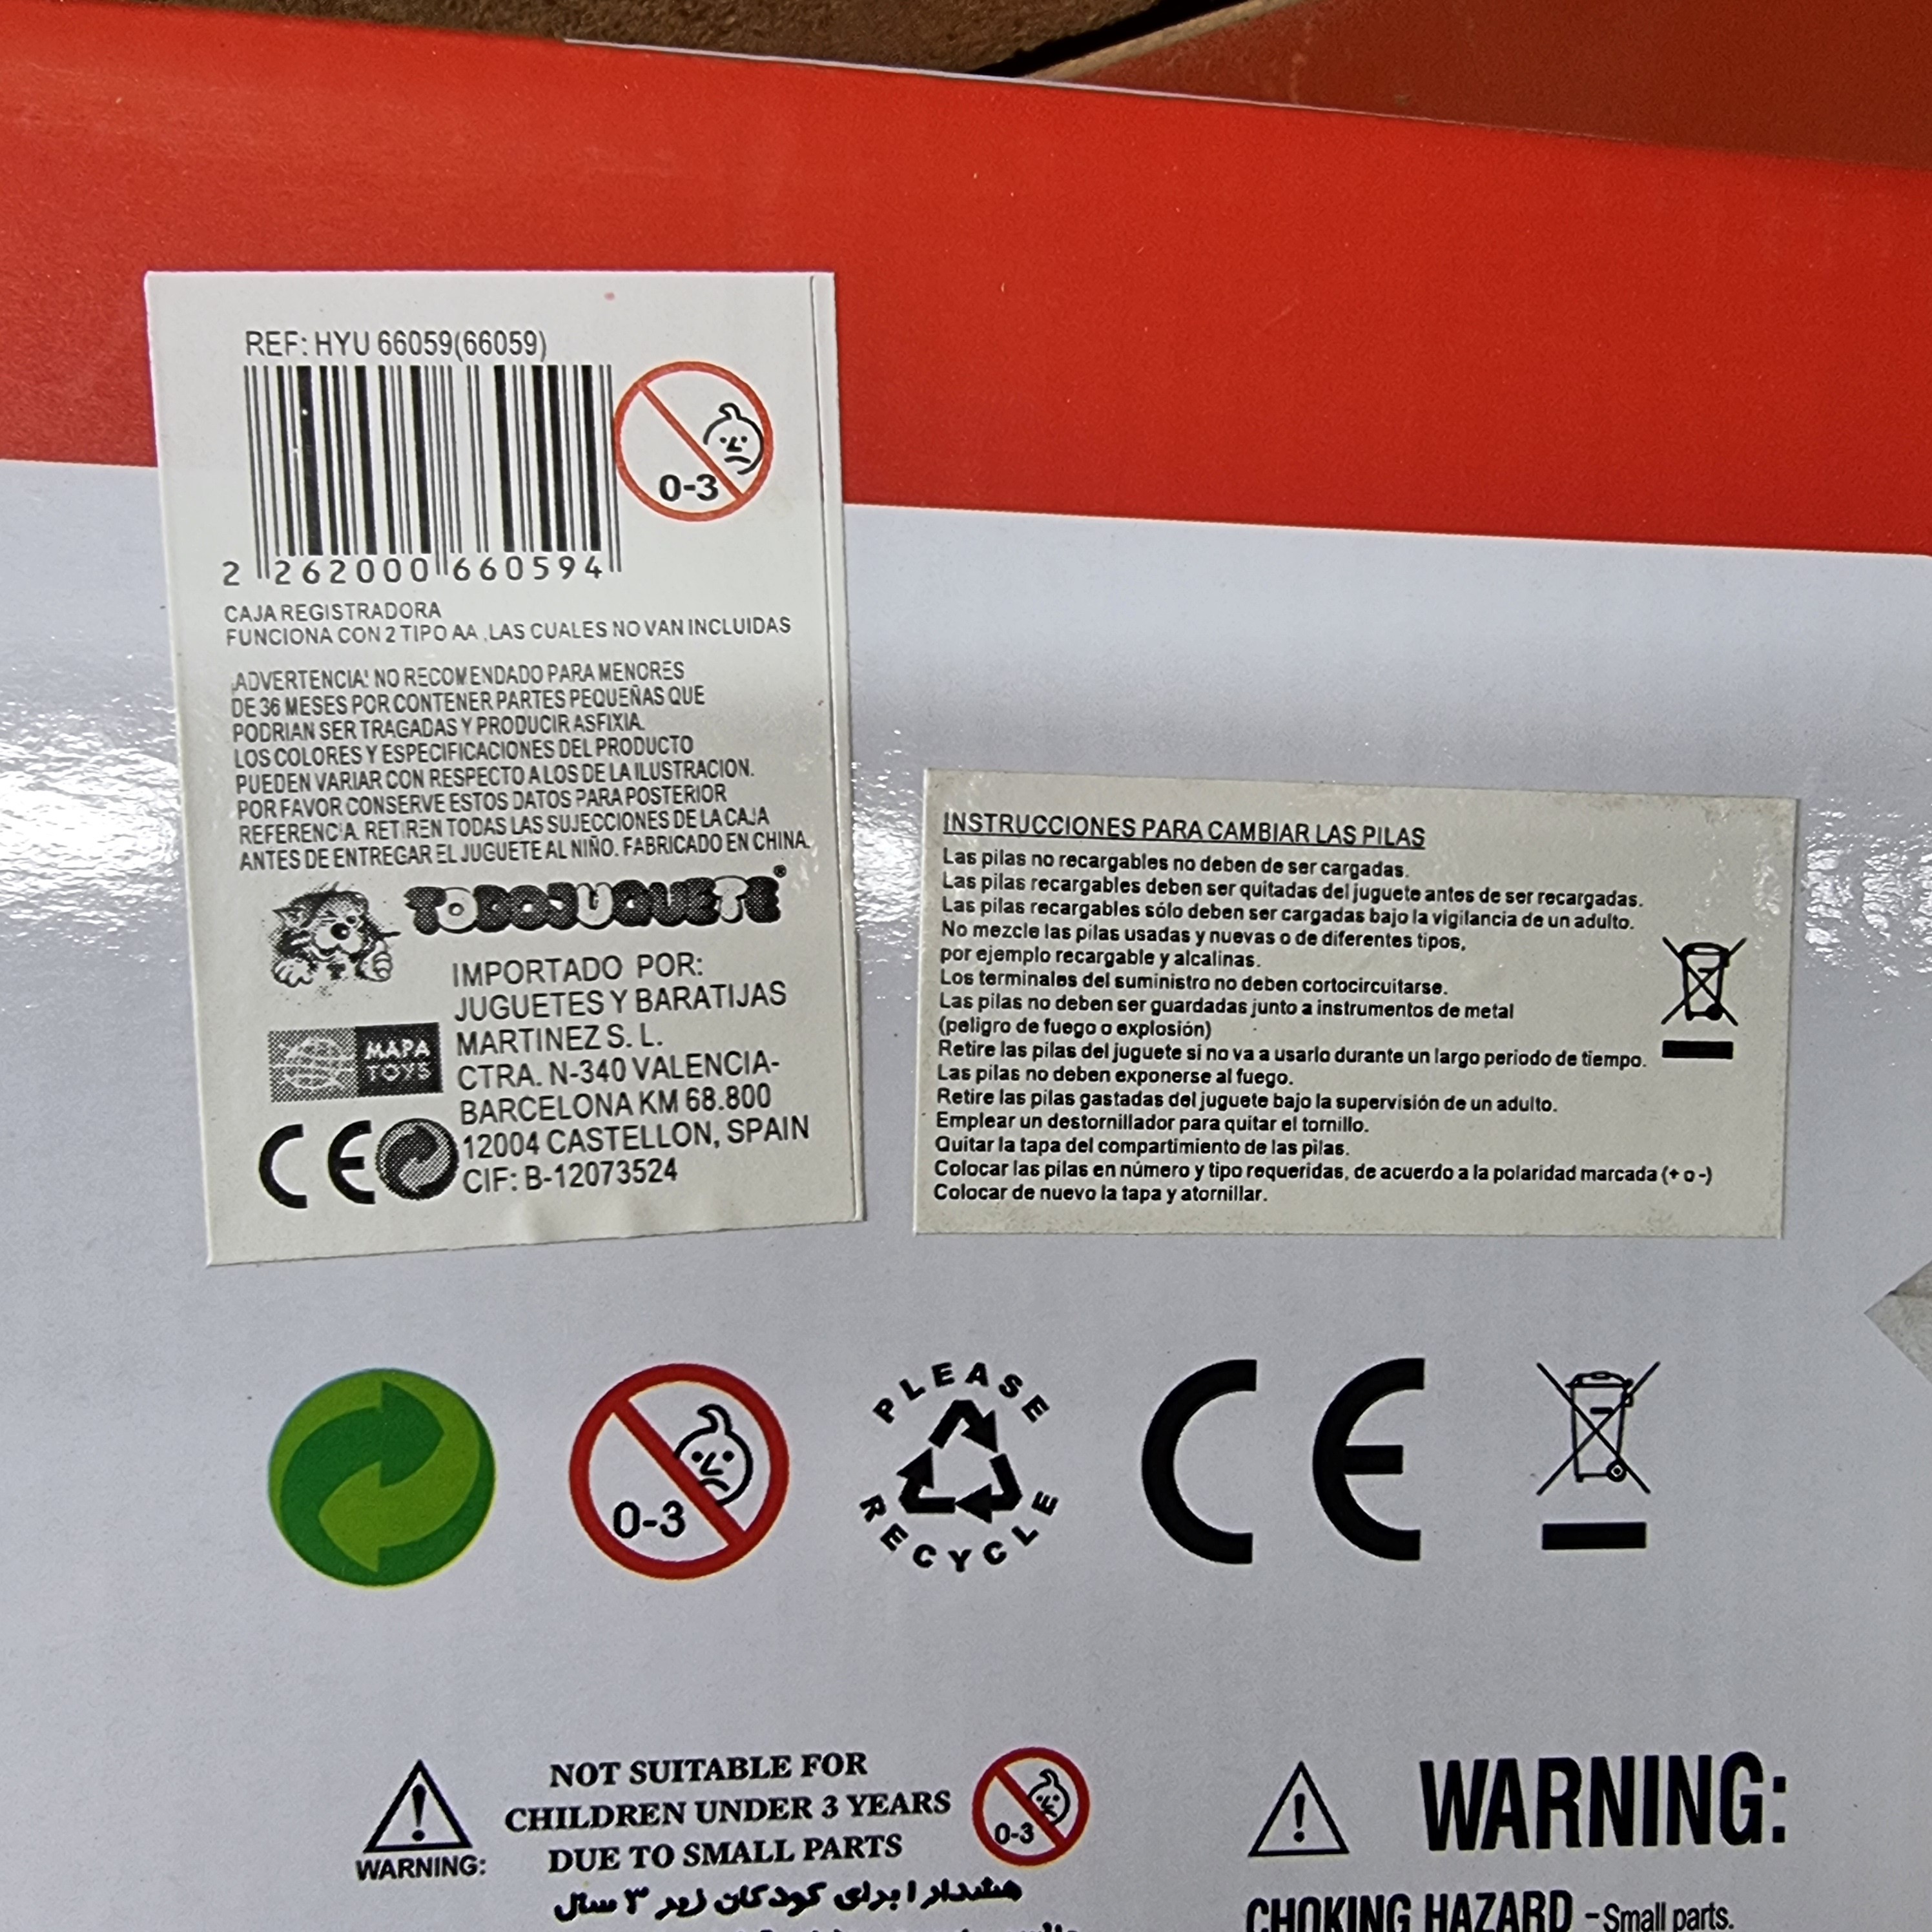 REF: HYU 66059(66059)
0-3
2 262000 660594
CAJA REGISTRADORA
FUNCIONA CON 2 TIPO AA ,LAS CUALES NO VAN INCLUIDAS
¡ADVERTENCIA! NO RECOMENDADO PARA MENORES
DE 36 MESES POR CONTENER PARTES PEQUEÑAS QUE
PODRIAN SER TRAGADAS Y PRODUCIR ASFIXIA.
LOS COLORES Y ESPECIFICACIONES DEL PRODUCTO
PUEDEN VARIAR CON RESPECTO A LOS DE LA ILUSTRACION.
POR FAVOR CONSERVE ESTOS DATOS PARA POSTERIOR
REFERENCIA. RETIREN TODAS LAS SUJECCIONES DE LA CAJA
ANTES DE ENTREGAR EL JUGUETE AL NIÑO. FABRICADO EN CHINA.
TODOJUGUETE®
IMPORTADO POR:
JUGUETES Y BARATIJAS
MARTINEZ S. L.
CTRA. N-340 VALENCIA-
BARCELONA KM 68.800
12004 CASTELLON, SPAIN
CIF: B-12073524
MAPA
TOYS
CE
INSTRUCCIONES PARA CAMBIAR LAS PILAS
Las pilas no recargables no deben de ser cargadas.
Las pilas recargables deben ser quitadas del juguete antes de ser recargadas.
Las pilas recargables sólo deben ser cargadas bajo la vigilancia de un adulto.
No mezcle las pilas usadas y nuevas o de diferentes tipos,
por ejemplo recargable y alcalinas.
Los terminales del suministro no deben cortocircuitarse.
Las pilas no deben ser guardadas junto a instrumentos de metal
(peligro de fuego o explosión)
Retire las pilas del juguete si no va a usarlo durante un largo periodo de tiempo.
Las pilas no deben exponerse al fuego.
Retire las pilas gastadas del juguete bajo la supervisión de un adulto.
Emplear un destornillador para quitar el tornillo.
Quitar la tapa del compartimiento de las pilas.
Colocar las pilas en número y tipo requeridas, de acuerdo a la polaridad marcada (+ o -)
Colocar de nuevo la tapa y atornillar.
0-3
PLEASE
RECYCLE
CE
WARNING:
NOT SUITABLE FOR
CHILDREN UNDER 3 YEARS
DUE TO SMALL PARTS
0-3
هشدار ! برای کودکان زیر ۳ سال
WARNING:
CHOKING HAZARD -Small parts.